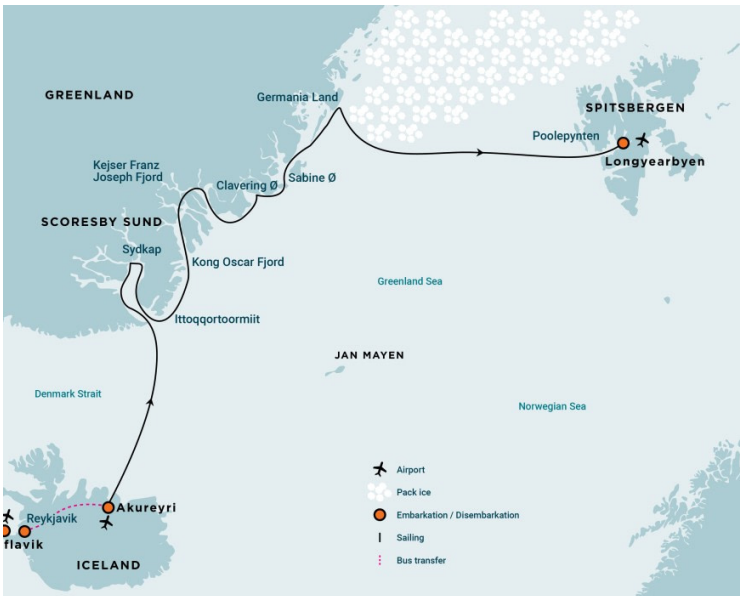 GREENLAND
Germania Land
SPITSBERGEN
Poolepynten
Longyearbyen
Kejser Franz
Joseph Fjord
Clavering Ø
Sabine Ø
SCORESBY SUND
Sydkap
Kong Oscar Fjord
Greenland Sea
Ittoqqortoormiit
JAN MAYEN
Denmark Strait
Norwegian Sea
Airport
Pack ice
Akureyri
Reykjavik
Embarkation / Disembarkation
Sailing
flavik
ICELAND
Bus transfer